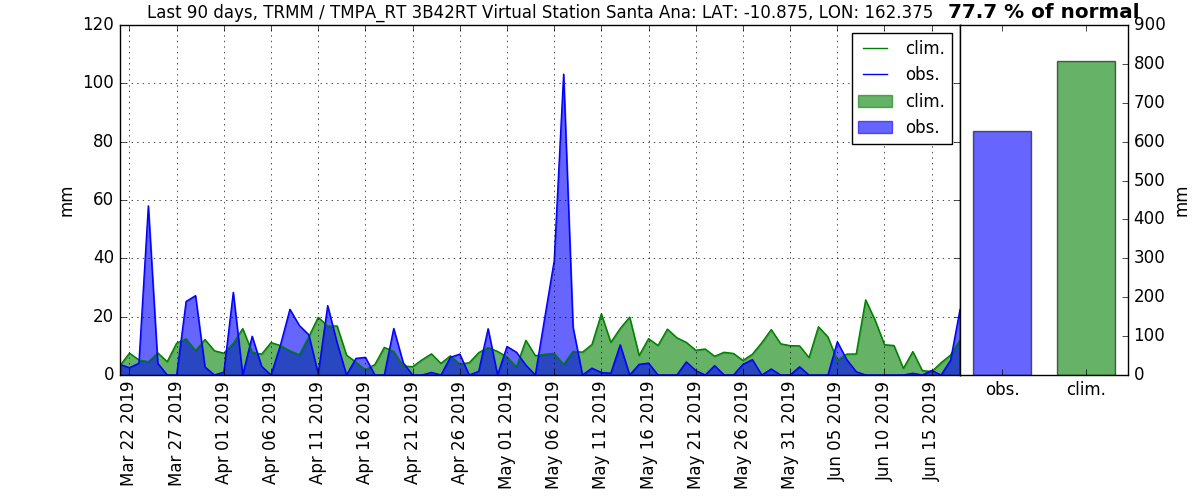 Last 90 days, TRMM / TMPA_RT 3B42RT Virtual Station Santa Ana: LAT: -10.875, LON: 162.375 77.7 % of normal
120
100
80
60
40
20
0
mm
clim.
obs.
clim.
obs.
900
800
700
600
500
400
300
200
100
0
mm
Mar 22 2019
Mar 27 2019
Apr 01 2019
Apr 06 2019
Apr 11 2019
Apr 16 2019
Apr 21 2019
Apr 26 2019
May 01 2019
May 06 2019
May 11 2019
May 16 2019
May 21 2019
May 26 2019
May 31 2019
Jun 05 2019
Jun 10 2019
Jun 15 2019
obs.
clim.